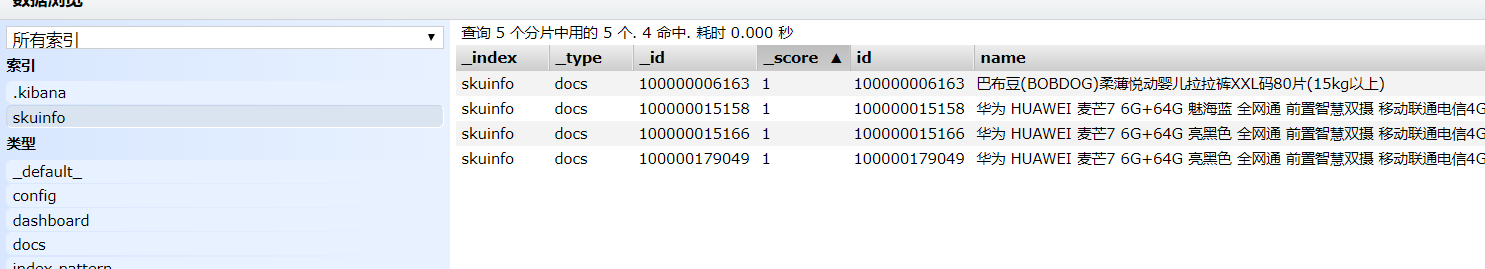 数据浏览
所有索引
索引
.kibana
skuinfo
类型
_default_
config
dashboard
docs
index-pattern
查询 5 个分片中用的 5 个. 4 命中. 耗时 0.000 秒
_index _type _id _score ▲ id name
skuinfo docs 100000006163 1 100000006163 巴布豆(BOBDOG)柔薄悦动婴儿拉拉裤XXL码80片(15kg以上)
skuinfo docs 100000015158 1 100000015158 华为 HUAWEI 麦芒7 6G+64G 魅海蓝 全网通 前置智慧双摄 移动联通电信4G
skuinfo docs 100000015166 1 100000015166 华为 HUAWEI 麦芒7 6G+64G 亮黑色 全网通 前置智慧双摄 移动联通电信4G
skuinfo docs 100000179049 1 100000179049 华为 HUAWEI 麦芒7 6G+64G 亮黑色 全网通 前置智慧双摄 移动联通电信4G